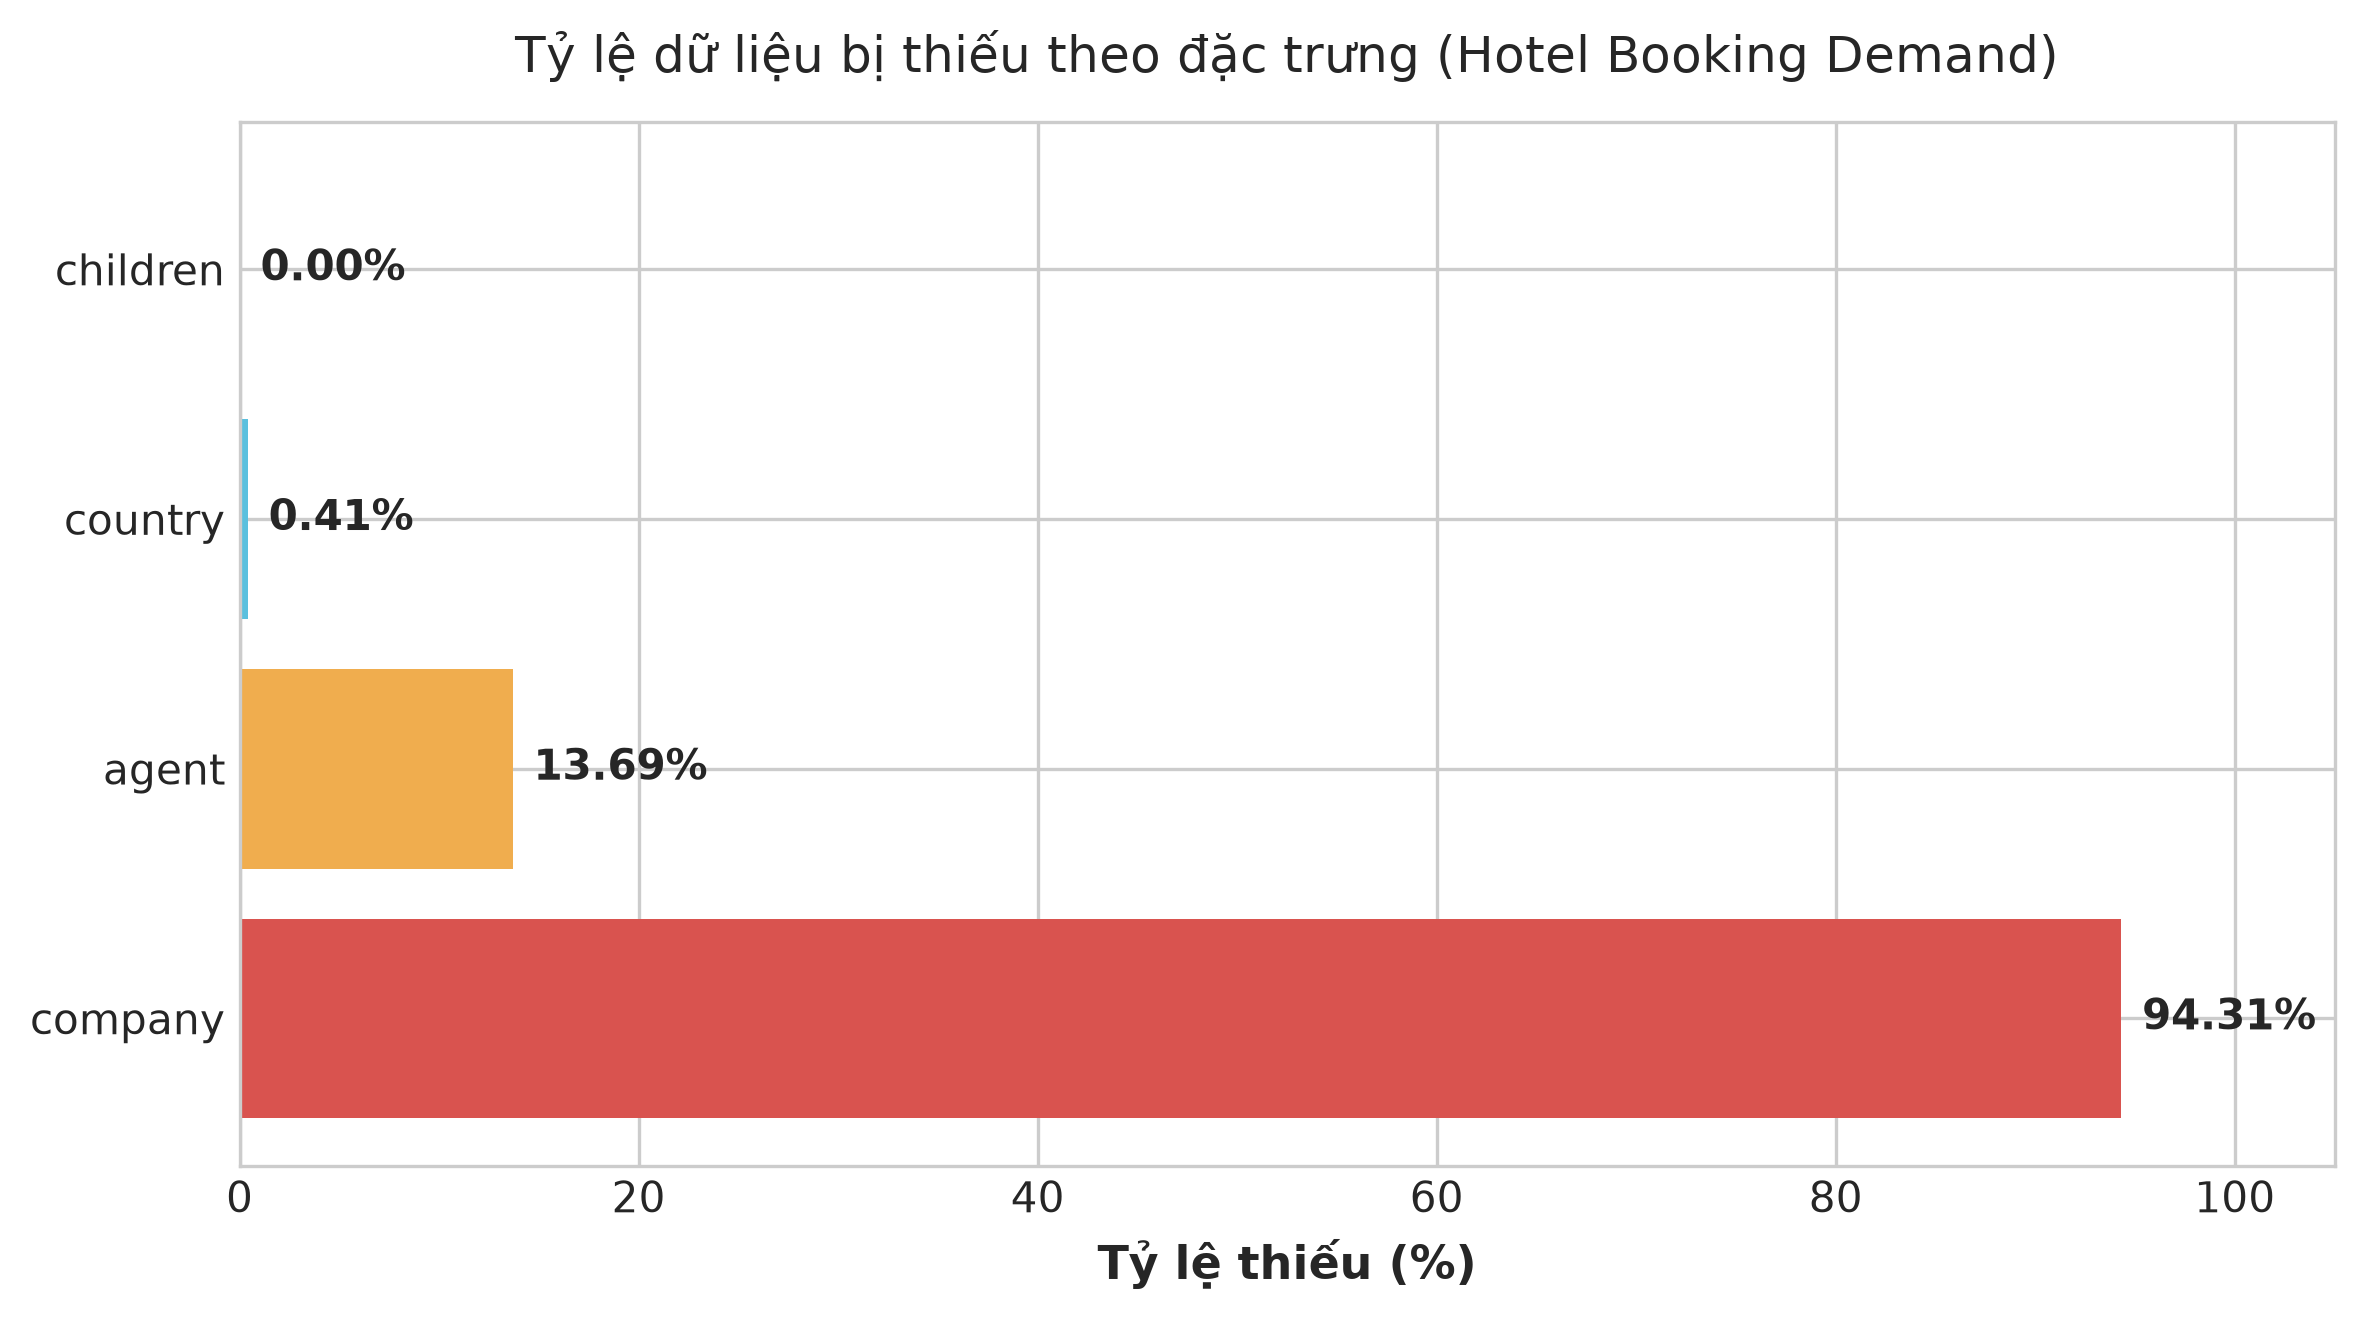 Tỷ lệ dữ liệu bị thiếu theo đặc trưng (Hotel Booking Demand)
children 0.00%
country 0.41%
agent 13.69%
company 94.31%
0 20 40 60 80 100
Tỷ lệ thiếu (%)